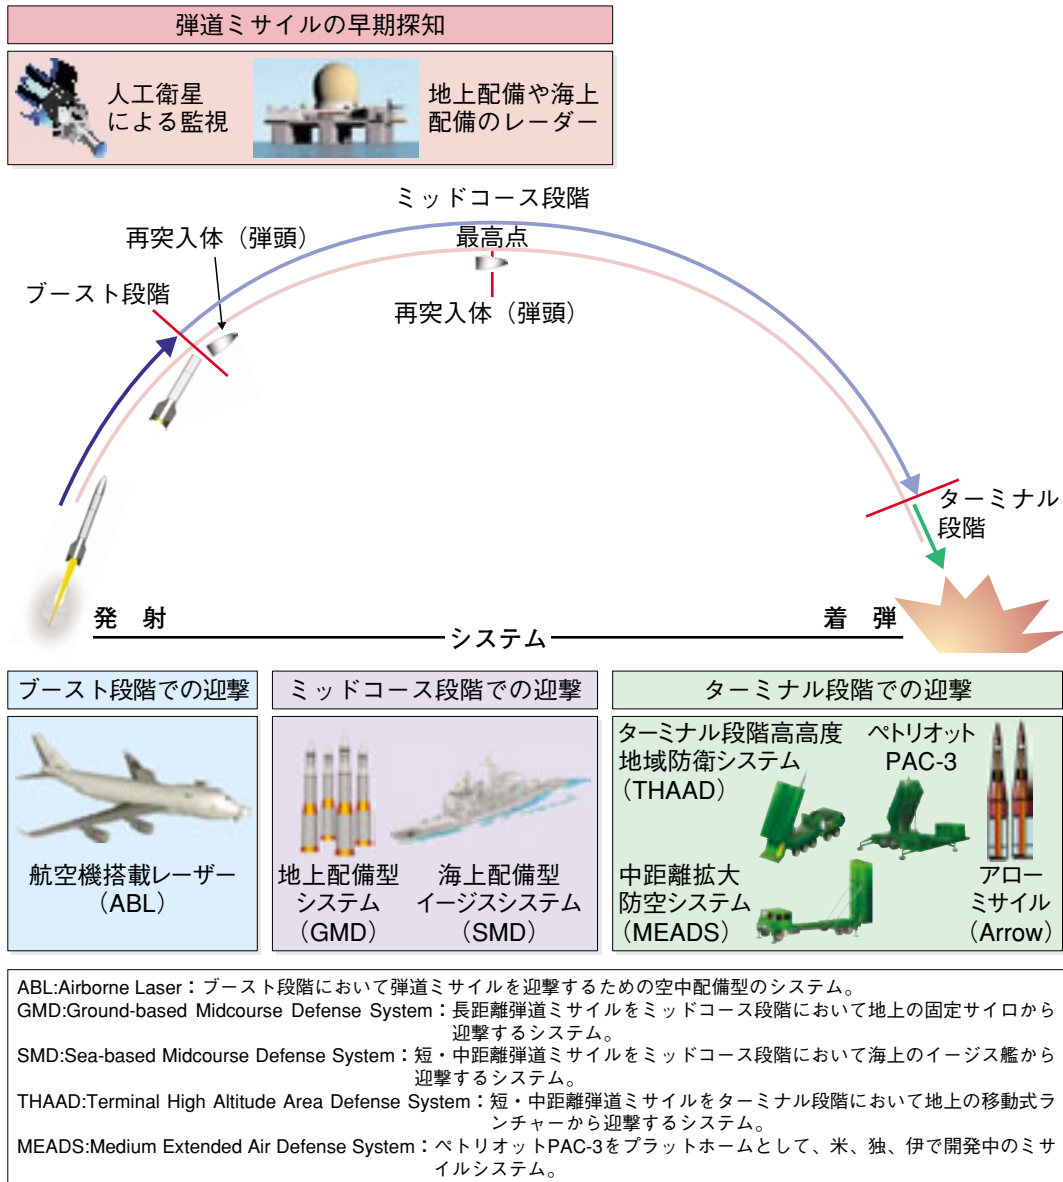 弾道ミサイルの早期探知
人工衛星
による監視
地上配備や海上
配備のレーダー
ミッドコース段階
再突入体（弾頭）
最高点
ブースト段階
再突入体（弾頭）
ターミナル
段階
発　射
着　弾
システム
ブースト段階での迎撃
航空機搭載レーザー
（ABL）
ミッドコース段階での迎撃
地上配備型
システム
（GMD）
海上配備型
イージスシステム
（SMD）
ターミナル段階での迎撃
ターミナル段階高高度
地域防衛システム
（THAAD）
ペトリオット
PAC-3
中距離拡大
防空システム
（MEADS）
アロー
ミサイル
（Arrow）
ABL:Airborne Laser：ブースト段階において弾道ミサイルを迎撃するための空中配備型のシステム。
GMD:Ground-based Midcourse Defense System：長距離弾道ミサイルをミッドコース段階において地上の固定サイロから
迎撃するシステム。
SMD:Sea-based Midcourse Defense System：短・中距離弾道ミサイルをミッドコース段階において海上のイージス艦から
迎撃するシステム。
THAAD:Terminal High Altitude Area Defense System：短・中距離弾道ミサイルをターミナル段階において地上の移動式ラ
ンチャーから迎撃するシステム。
MEADS:Medium Extended Air Defense System：ペトリオットPAC-3をプラットホームとして、米、独、伊で開発中のミサ
イルシステム。